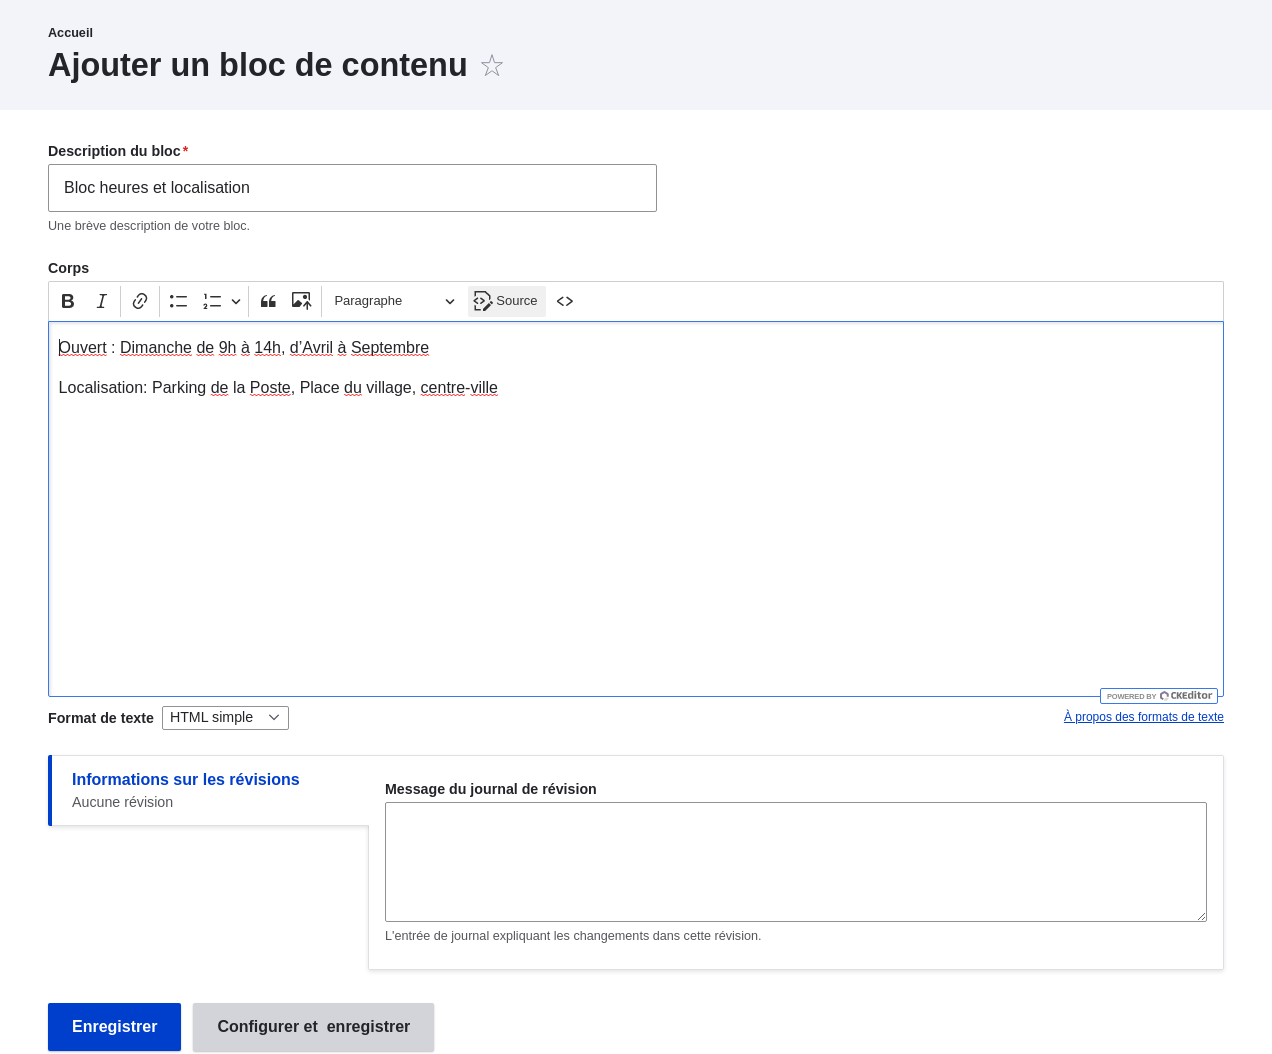 Accueil
Ajouter un bloc de contenu
Description du bloc*
Bloc heures et localisation
Une brève description de votre bloc.
Corps
Paragraphe
Source
Ouvert : Dimanche de 9h à 14h, d’Avril à Septembre
Localisation: Parking de la Poste, Place du village, centre-ville
POWERED BY CKEditor
Format de texte HTML simple
À propos des formats de texte
Informations sur les révisions
Aucune révision
Message du journal de révision
L'entrée de journal expliquant les changements dans cette révision.
Enregistrer
Configurer et  enregistrer